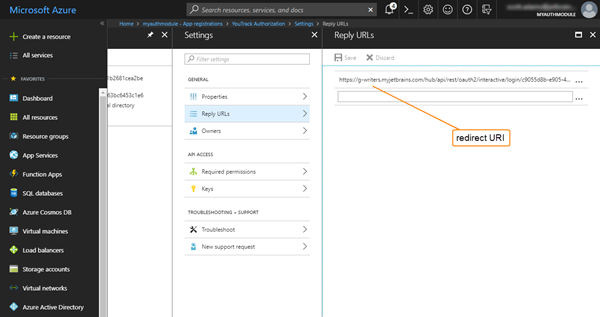 Microsoft Azure
Search resources, services, and docs
4
MYAUTHMODULE
Home > myauthmodule - App registrations > YouTrack Authorization > Settings > Reply URLs
Create a resource
All services
FAVORITES
Dashboard
All resources
Resource groups
App Services
Function Apps
SQL databases
Azure Cosmos DB
Virtual machines
Load balancers
Storage accounts
Virtual networks
Azure Active Directory
1b2681cea2be
63bc6453c1e6
al directory
Settings
Filter settings
GENERAL
Properties
Reply URLs
Owners
API ACCESS
Required permissions
Keys
TROUBLESHOOTING + SUPPORT
Troubleshoot
New support request
Reply URLs
Save
Discard
https://g-writers.myjetbrains.com/hub/api/rest/oauth2/interactive/login/c9055d8b-e905-4...
...
...
redirect URI